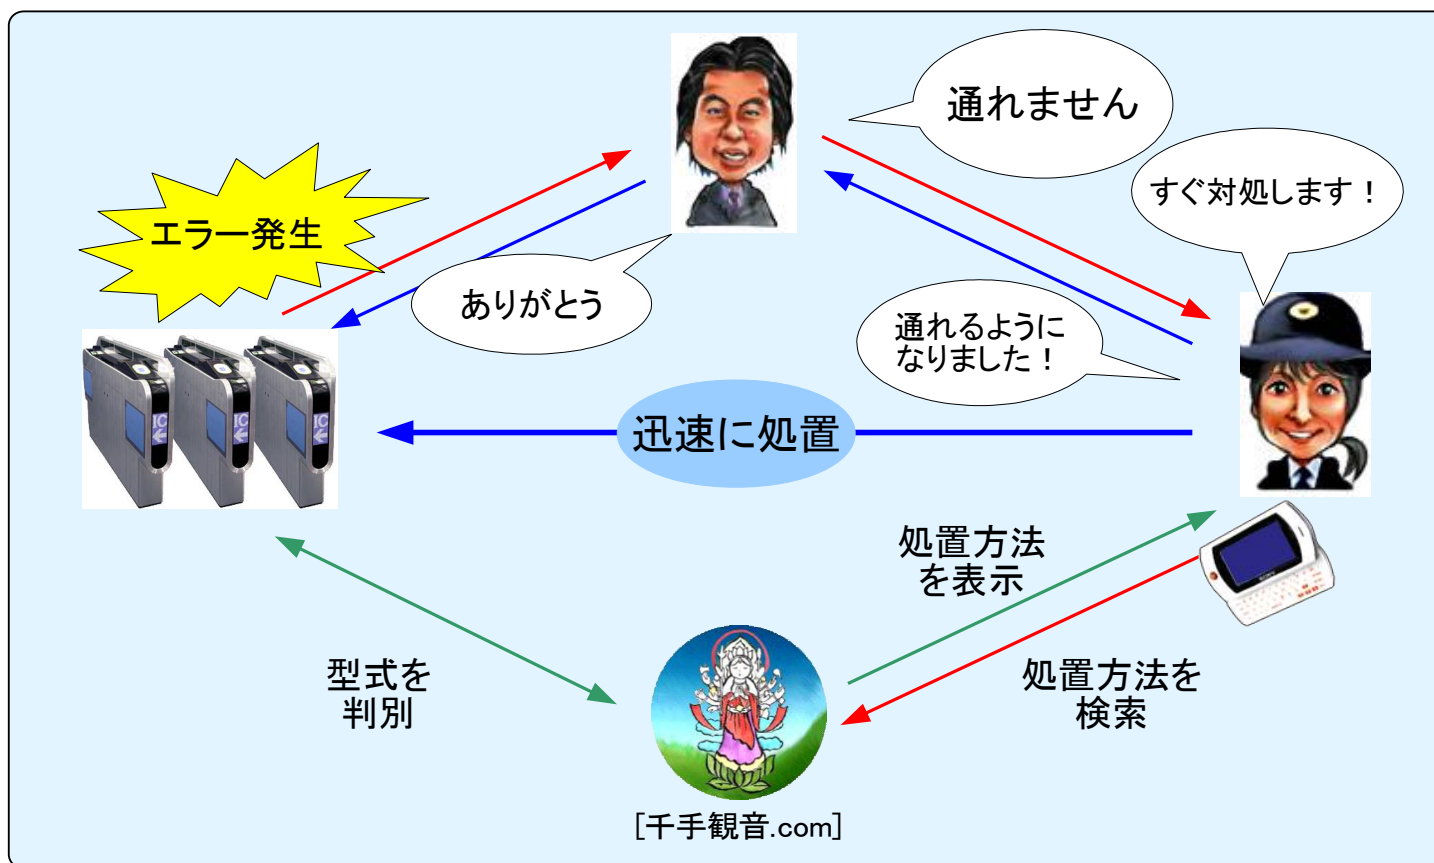 通れません
すぐ対処します！
エラー発生
ありがとう
通れるように
なりました！
迅速に処置
IC
IC
IC
処置方法
を表示
型式を
判別
処置方法を
検索
[千手観音.com]